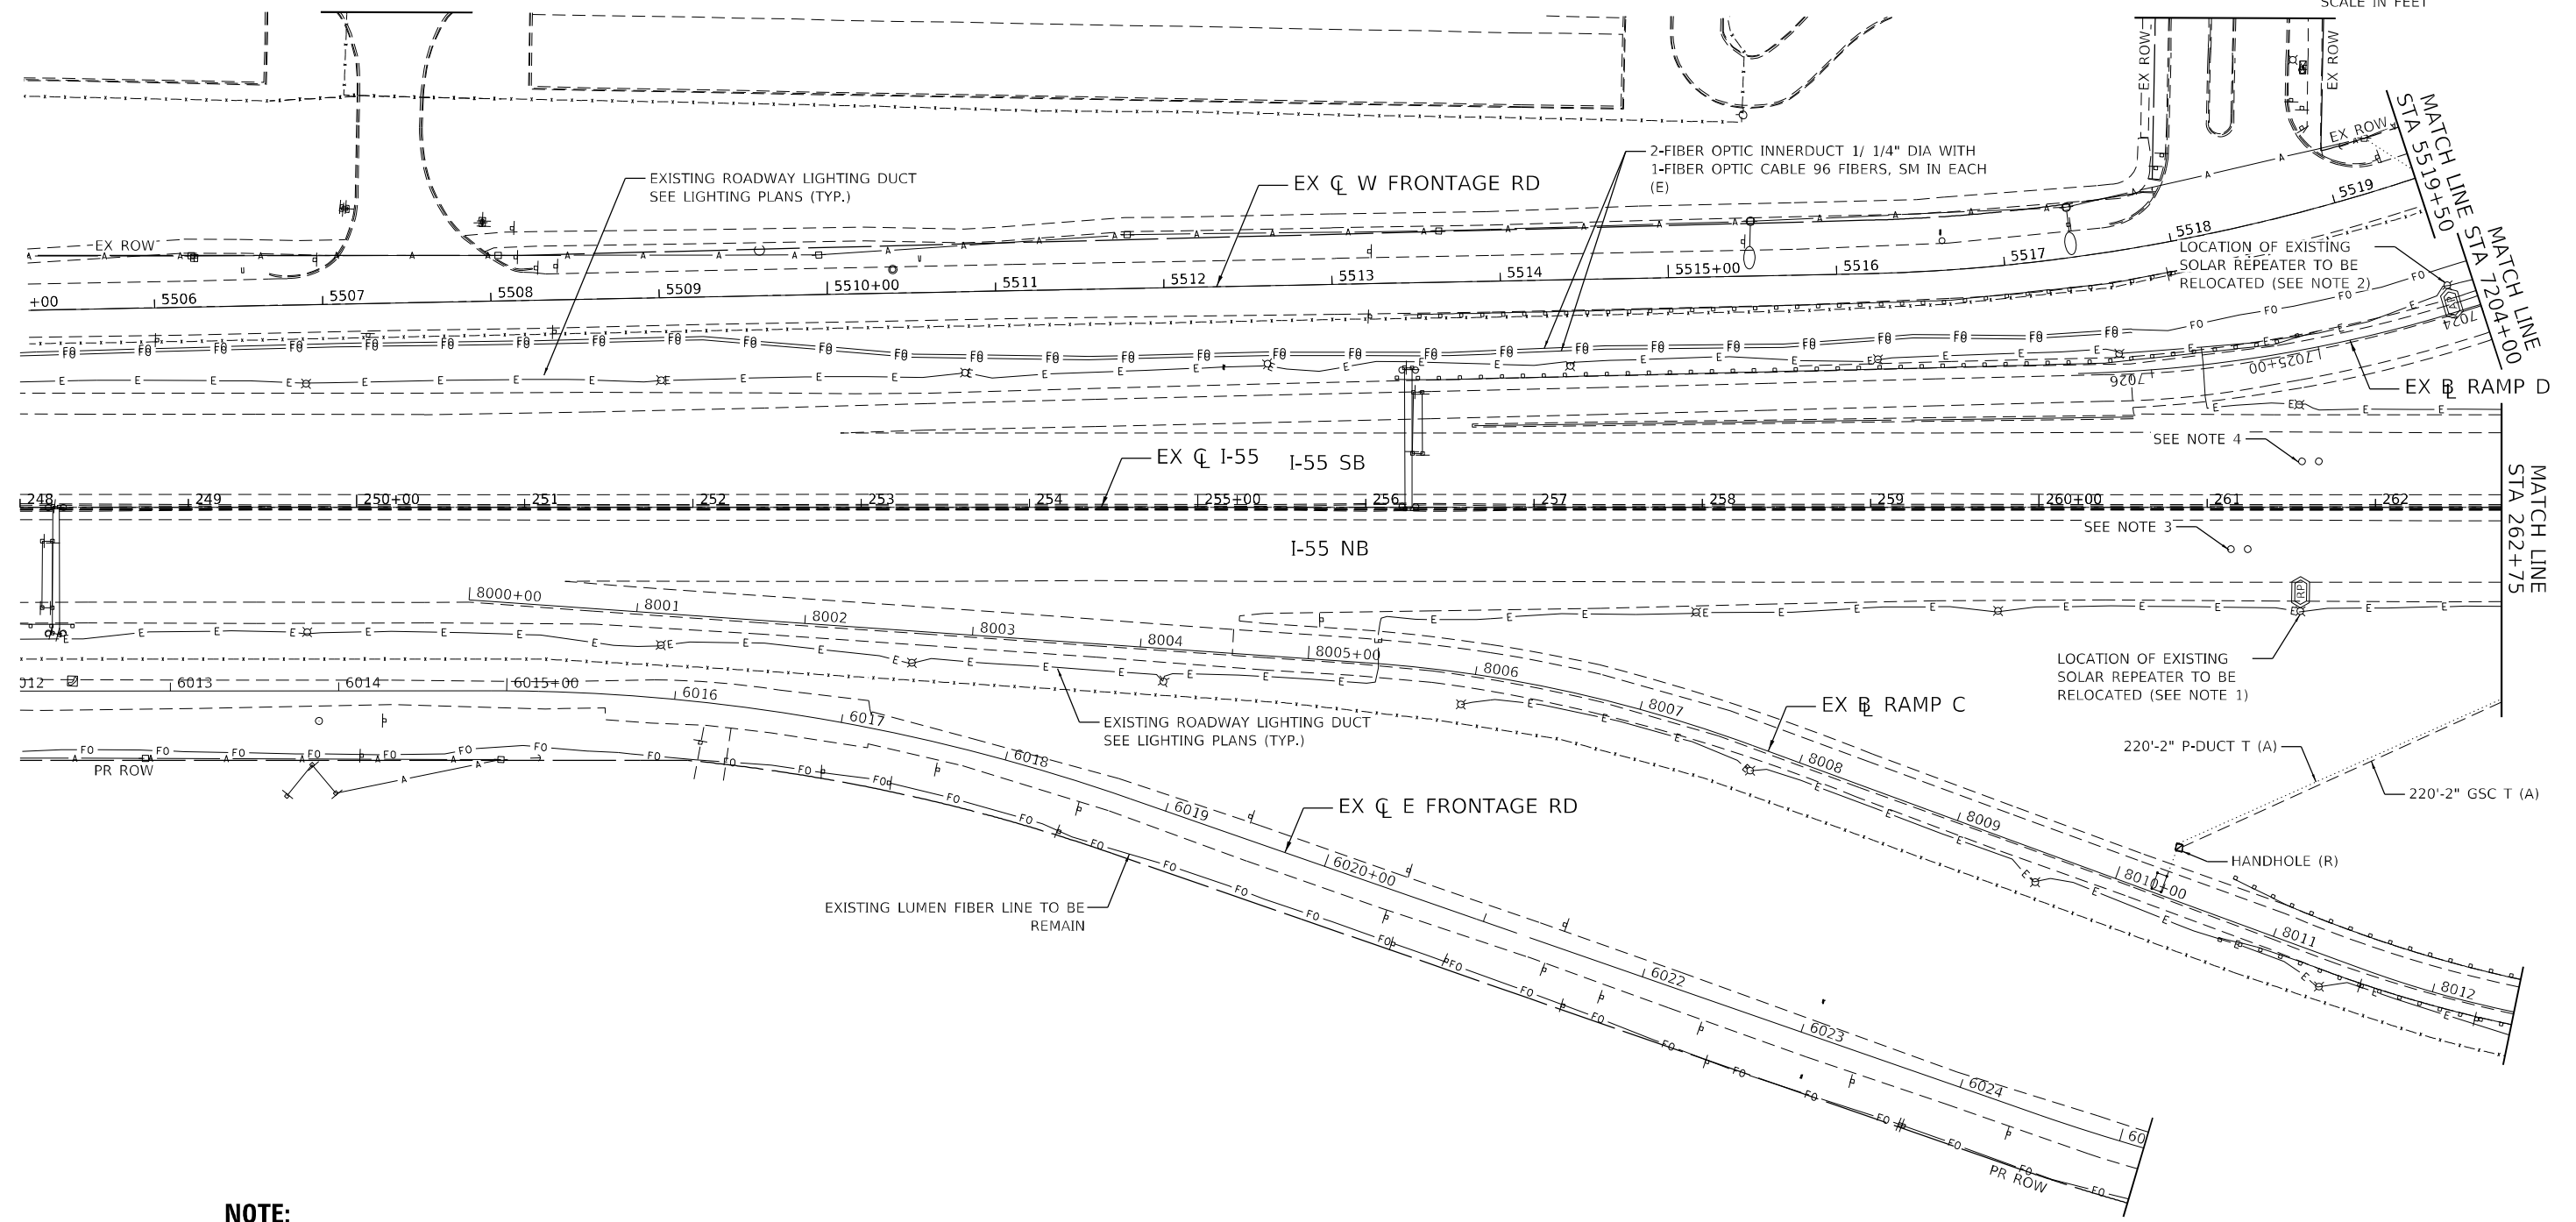 SCALE IN FEET
EX ROW
EX ROW
EX ROW
MATCH LINE
STA 5519+50
2-FIBER OPTIC INNERDUCT 1/ 1/4" DIA WITH
1-FIBER OPTIC CABLE 96 FIBERS, SM IN EACH
(E)
EXISTING ROADWAY LIGHTING DUCT
SEE LIGHTING PLANS (TYP.)
EX CL W FRONTAGE RD
EX ROW
+00 5506 5507 5508 5509 5510+00 5511 5512 5513 5514 5515+00 5516 5517 5518 5519
LOCATION OF EXISTING
SOLAR REPEATER TO BE
RELOCATED (SEE NOTE 2)
MATCH LINE
STA 7204+00
7026 7025+00 7024
EX BL RAMP D
SEE NOTE 4
EX CL I-55
I-55 SB
248 249 250+00 251 252 253 254 255+00 256 257 258 259 260+00 261 262
MATCH LINE
STA 262+75
SEE NOTE 3
I-55 NB
RP
8000+00 8001 8002 8003 8004 8005+00 8006 8007 8008 8009 8010+00 8011 8012
LOCATION OF EXISTING
SOLAR REPEATER TO BE
RELOCATED (SEE NOTE 1)
6012 6013 6014 6015+00 6016 6017 6018 6019 6020+00 6022 6023 6024 60
EX BL RAMP C
EXISTING ROADWAY LIGHTING DUCT
SEE LIGHTING PLANS (TYP.)
220'-2" P-DUCT T (A)
PR ROW
220'-2" GSC T (A)
EX CL E FRONTAGE RD
HANDHOLE (R)
EXISTING LUMEN FIBER LINE TO BE
REMAIN
PR ROW
NOTE: